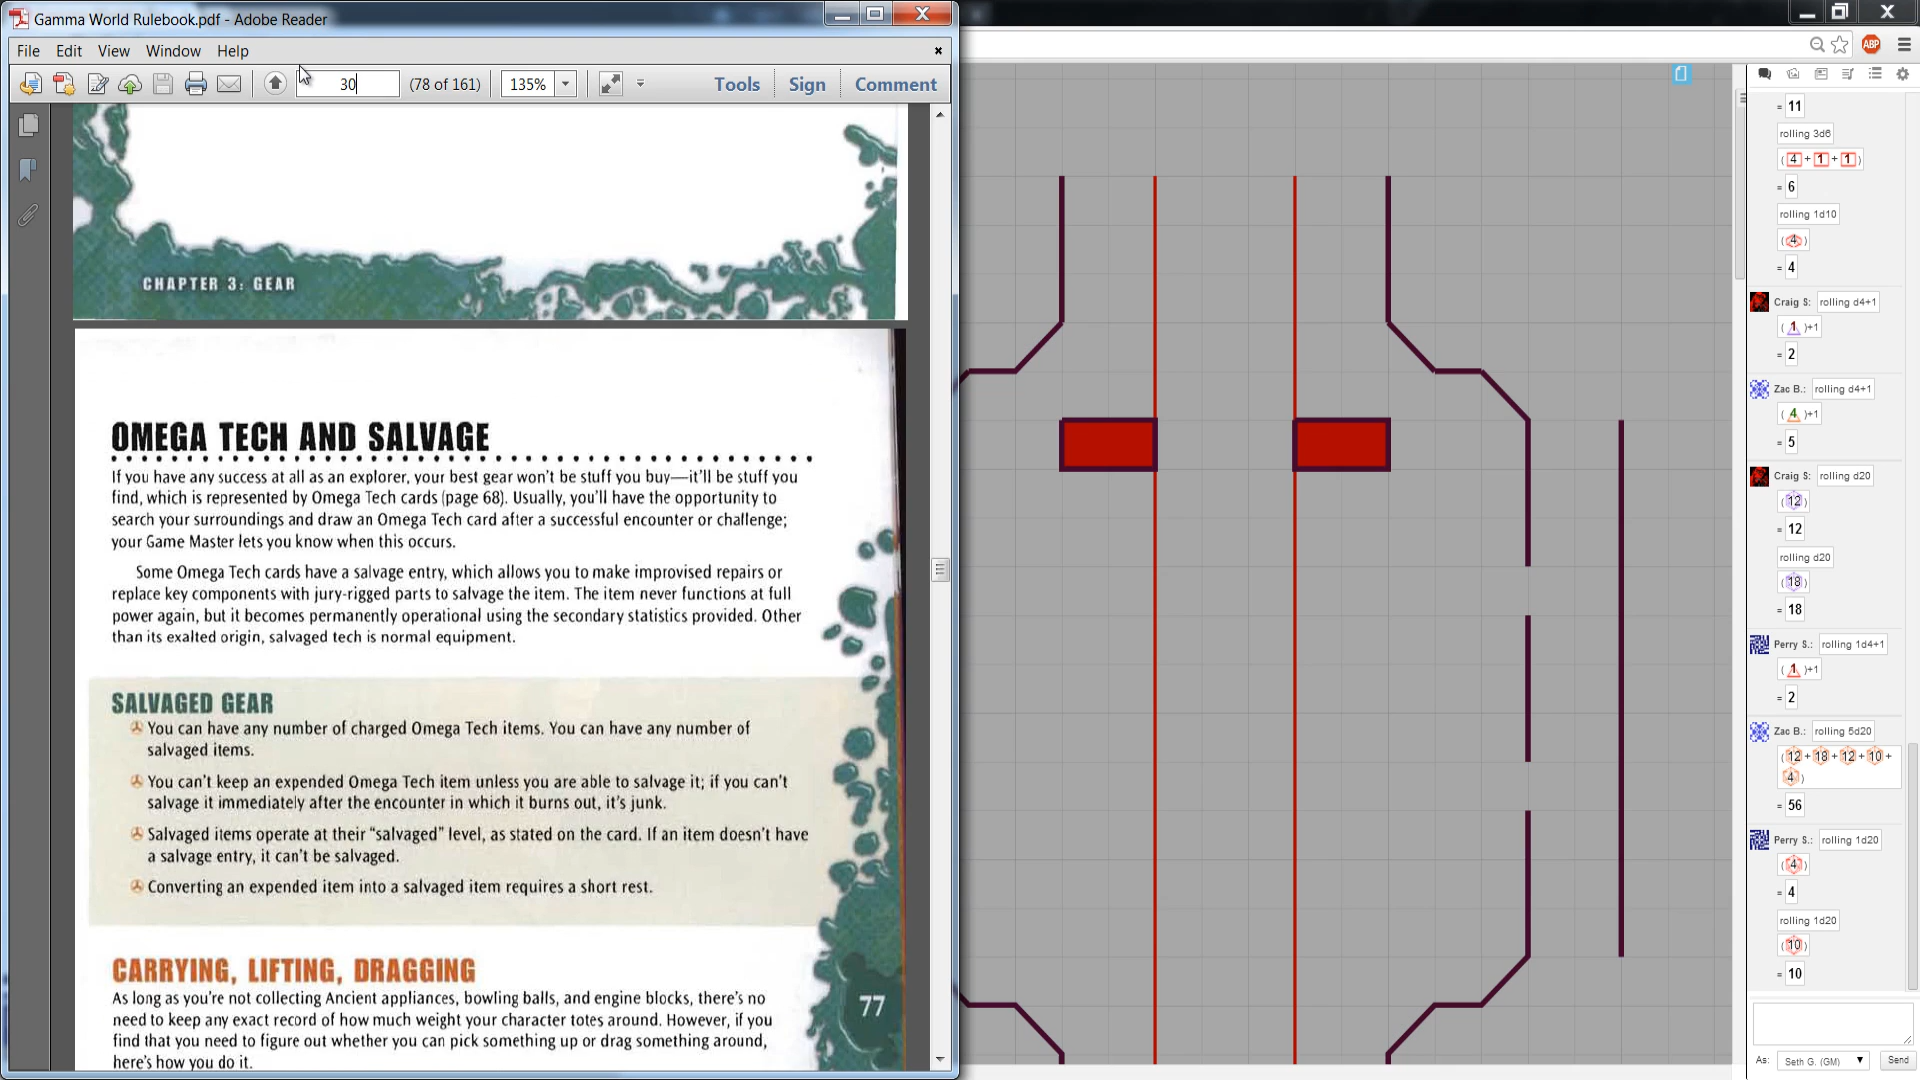 Gamma World Rulebook.pdf - Adobe Reader
File Edit View Window Help
30 (78 of 161) 135% Tools Sign Comment
CHAPTER 3: GEAR
OMEGA TECH AND SALVAGE
If you have any success at all as an explorer, your best gear won't be stuff you buy—it'll be stuff you
find, which is represented by Omega Tech cards (page 68). Usually, you'll have the opportunity to
search your surroundings and draw an Omega Tech card after a successful encounter or challenge;
your Game Master lets you know when this occurs.
Some Omega Tech cards have a salvage entry, which allows you to make improvised repairs or
replace key components with jury-rigged parts to salvage the item. The item never functions at full
power again, but it becomes permanently operational using the secondary statistics provided. Other
than its exalted origin, salvaged tech is normal equipment.
SALVAGED GEAR
You can have any number of charged Omega Tech items. You can have any number of
salvaged items.
You can't keep an expended Omega Tech item unless you are able to salvage it; if you can't
salvage it immediately after the encounter in which it burns out, it's junk.
Salvaged items operate at their "salvaged" level, as stated on the card. If an item doesn't have
a salvage entry, it can't be salvaged.
Converting an expended item into a salvaged item requires a short rest.
CARRYING, LIFTING, DRAGGING
As long as you're not collecting Ancient appliances, bowling balls, and engine blocks, there's no
need to keep any exact record of how much weight your character totes around. However, if you
find that you need to figure out whether you can pick something up or drag something around,
here's how you do it.
77
ABP
= 11
rolling 3d6
(4+1+1)
= 6
rolling 1d10
(4)
= 4
Craig S: rolling d4+1
(1)+1
= 2
Zac B.: rolling d4+1
(4)+1
= 5
Craig S: rolling d20
(12)
= 12
rolling d20
(18)
= 18
Perry S.: rolling 1d4+1
(1)+1
= 2
Zac B.: rolling 5d20
(12+18+12+10+
4)
= 56
Perry S.: rolling 1d20
(4)
= 4
rolling 1d20
(10)
= 10
As: Seth G. (GM) Send